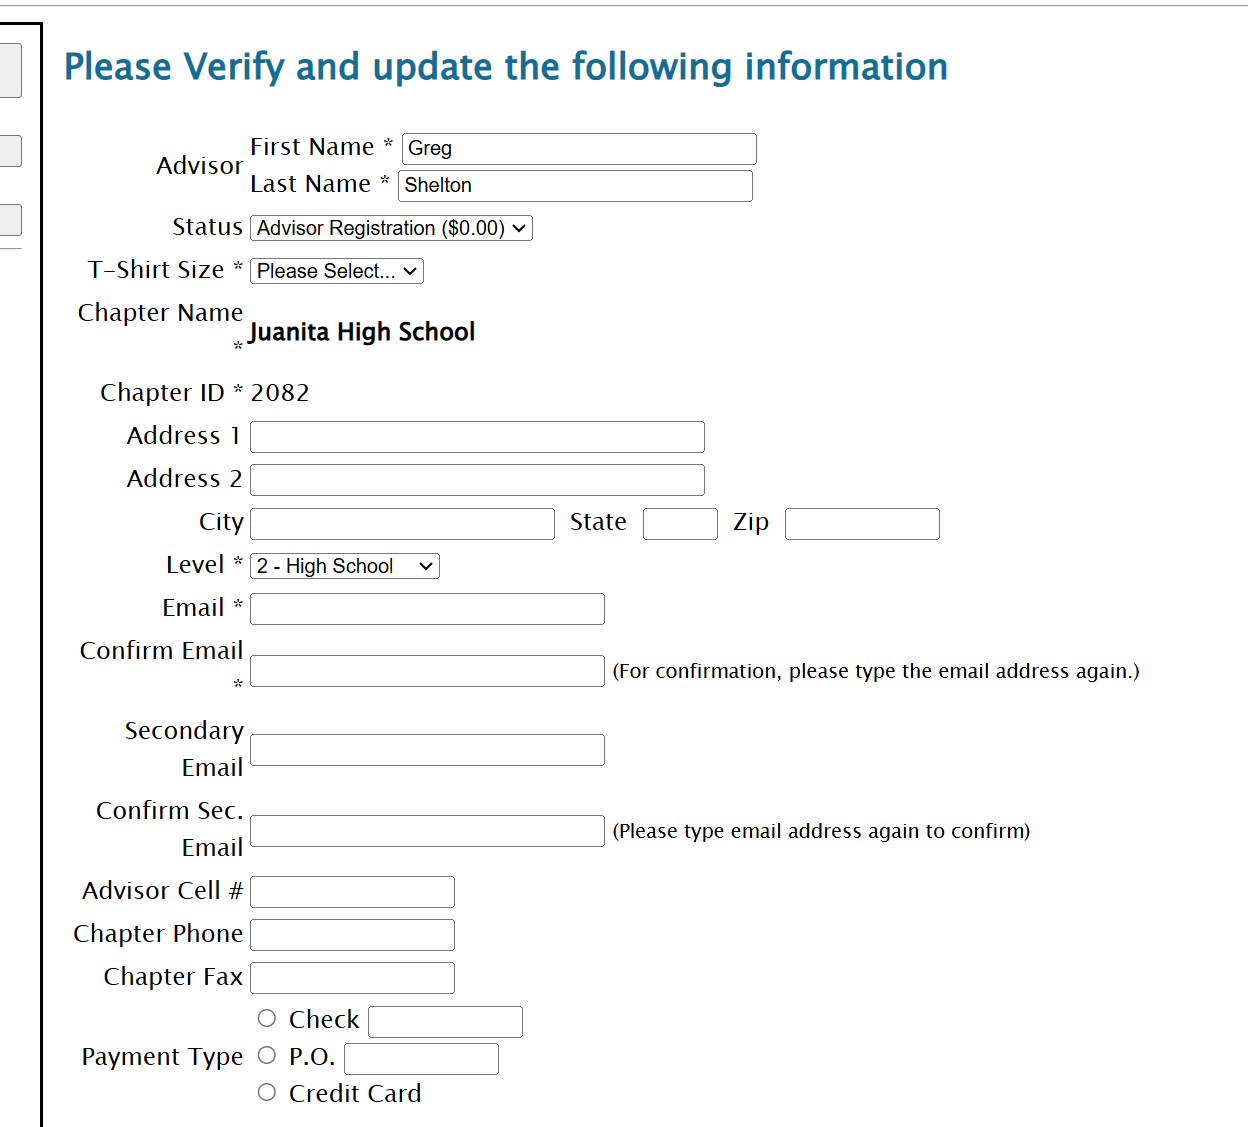 Please Verify and update the following information
Advisor
First Name * Greg
Last Name * Shelton
Status Advisor Registration ($0.00)
T-Shirt Size * Please Select...
Chapter Name
* Juanita High School
Chapter ID * 2082
Address 1
Address 2
City State Zip
Level * 2 - High School
Email *
Confirm Email
* (For confirmation, please type the email address again.)
Secondary
Email
Confirm Sec.
Email (Please type email address again to confirm)
Advisor Cell #
Chapter Phone
Chapter Fax
Payment Type
Check
P.O.
Credit Card